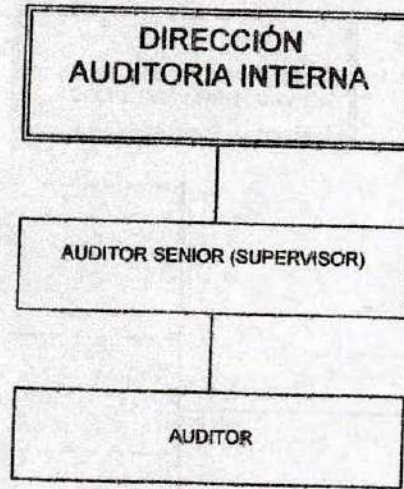 DIRECCIÓN
AUDITORIA INTERNA
AUDITOR SENIOR (SUPERVISOR)
AUDITOR